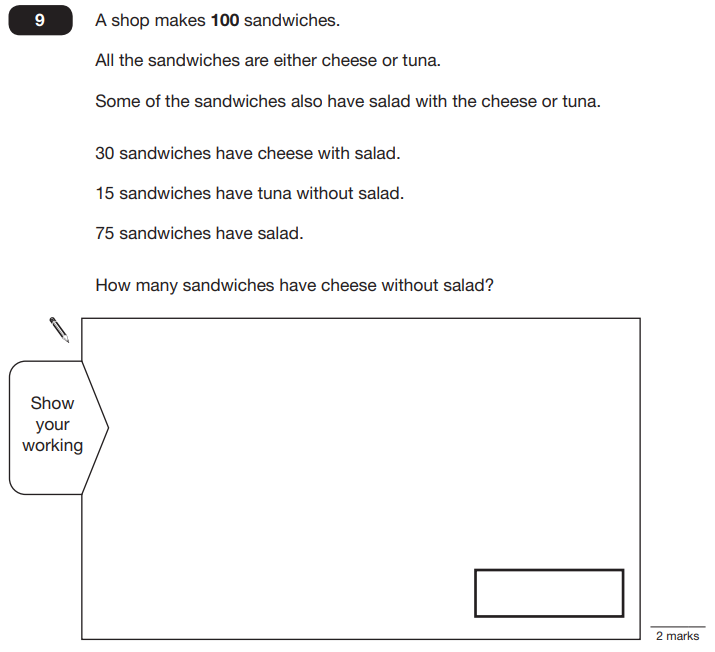 9
A shop makes 100 sandwiches.
All the sandwiches are either cheese or tuna.
Some of the sandwiches also have salad with the cheese or tuna.
30 sandwiches have cheese with salad.
15 sandwiches have tuna without salad.
75 sandwiches have salad.
How many sandwiches have cheese without salad?
Show
your
working
2 marks